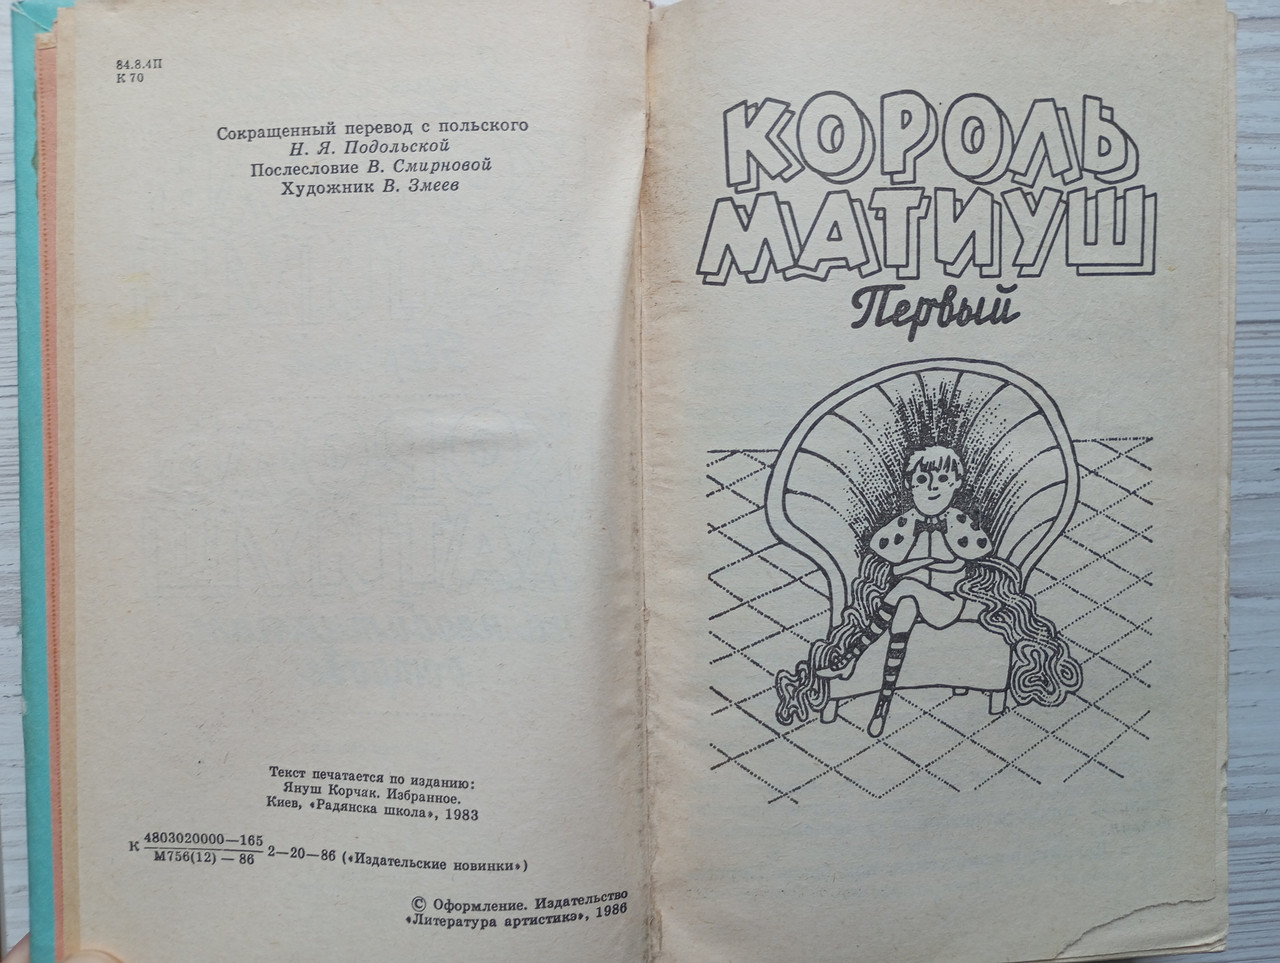 84.8.4П
К 70
Сокращенный перевод с польского
Н. Я. Подольской
Послесловие В. Смирновой
Художник В. Змеев
Текст печатается по изданию:
Януш Корчак. Избранное.
Киев, «Радянска школа», 1983
К 4803020000—165
М756(12) — 86 2—20—86 («Издательские новинки»)
© Оформление. Издательство
«Литература артистикэ», 1986
КОРОЛЬ
МАТИУШ
Первый